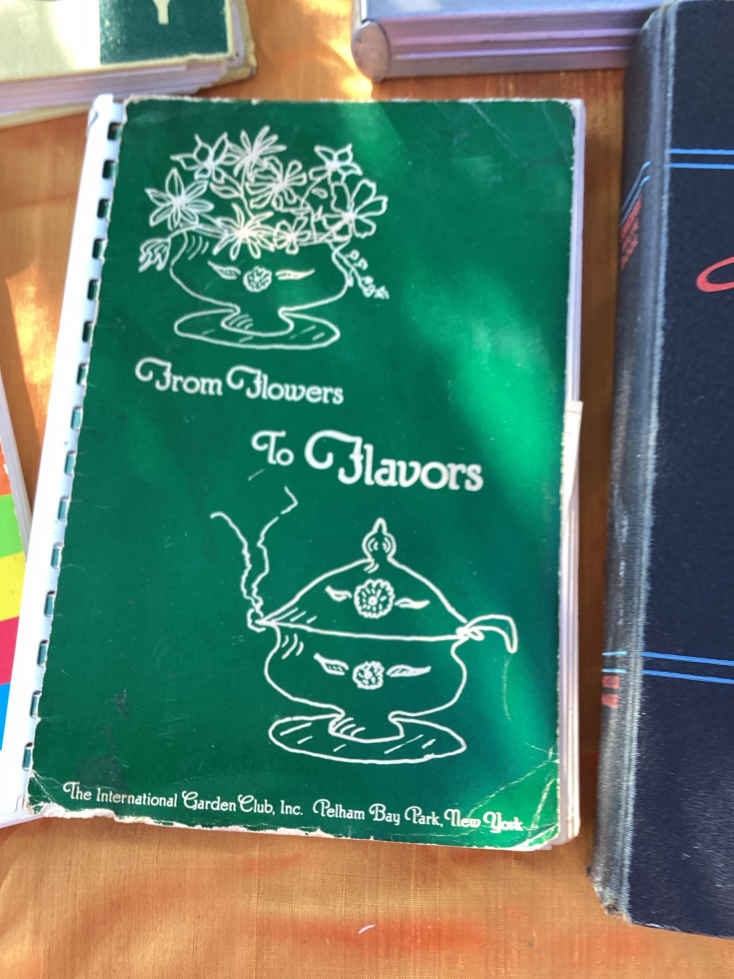 From Flowers
To Flavors
The International Garden Club, Inc. Pelham Bay Park, New York